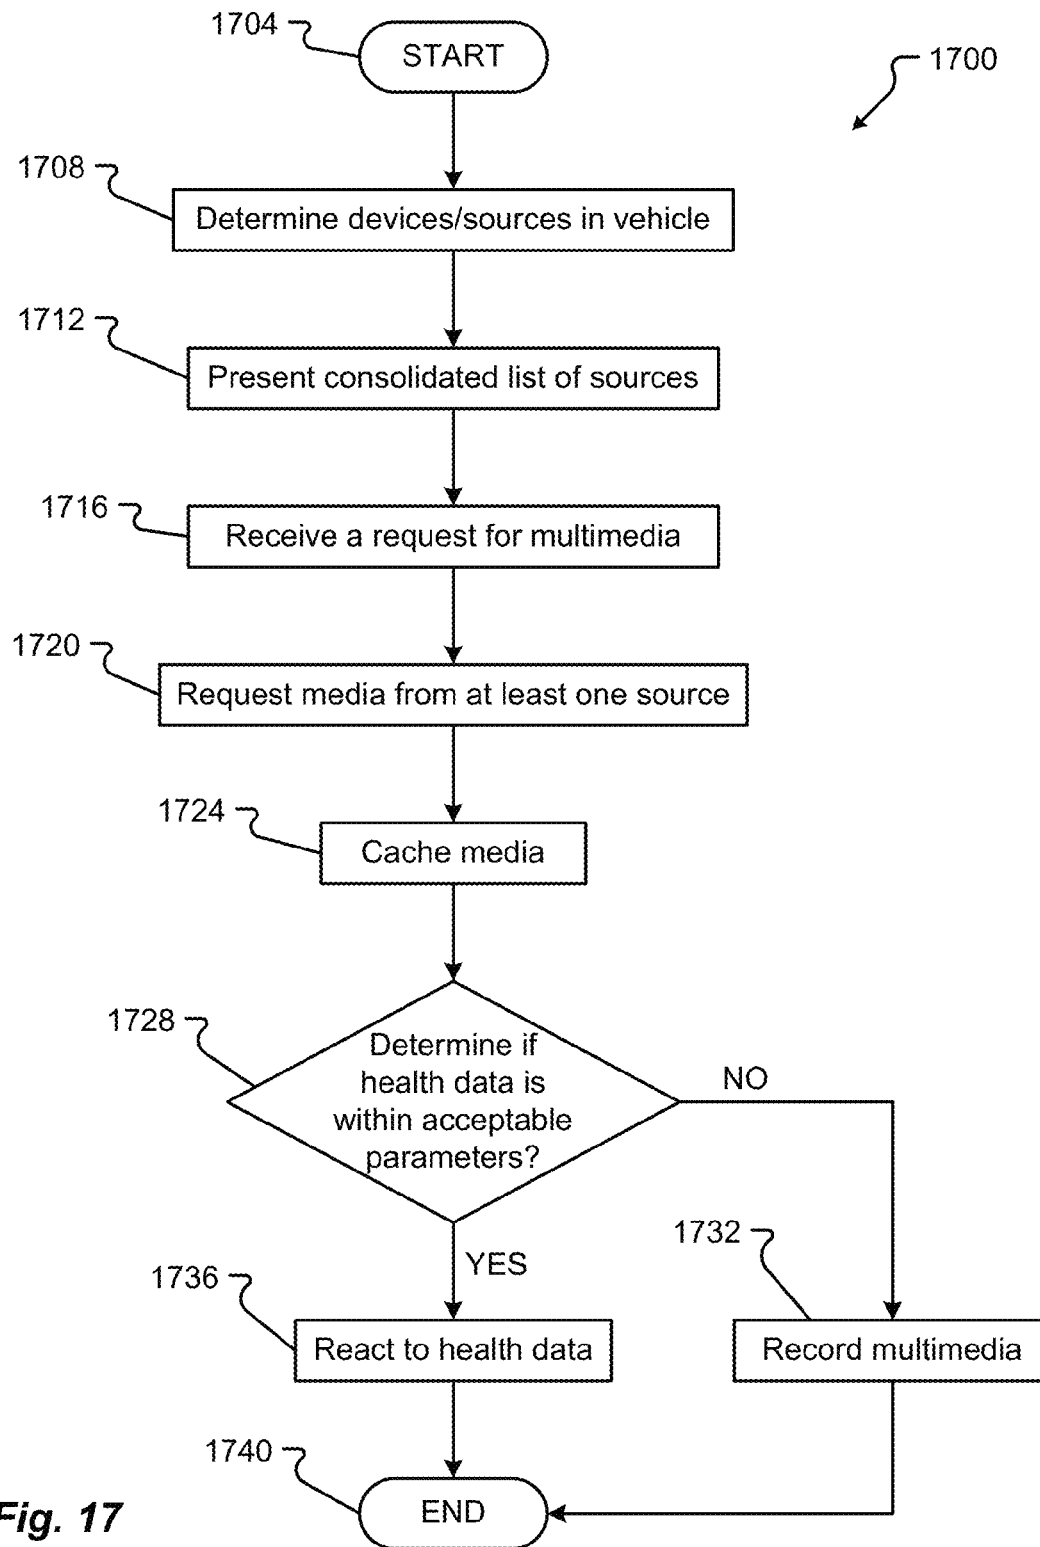 1704
START
1700
1708
Determine devices/sources in vehicle
1712
Present consolidated list of sources
1716
Receive a request for multimedia
1720
Request media from at least one source
1724
Cache media
1728
Determine if
health data is
within acceptable
parameters?
NO
YES
1732
1736
React to health data
Record multimedia
1740
END
Fig. 17